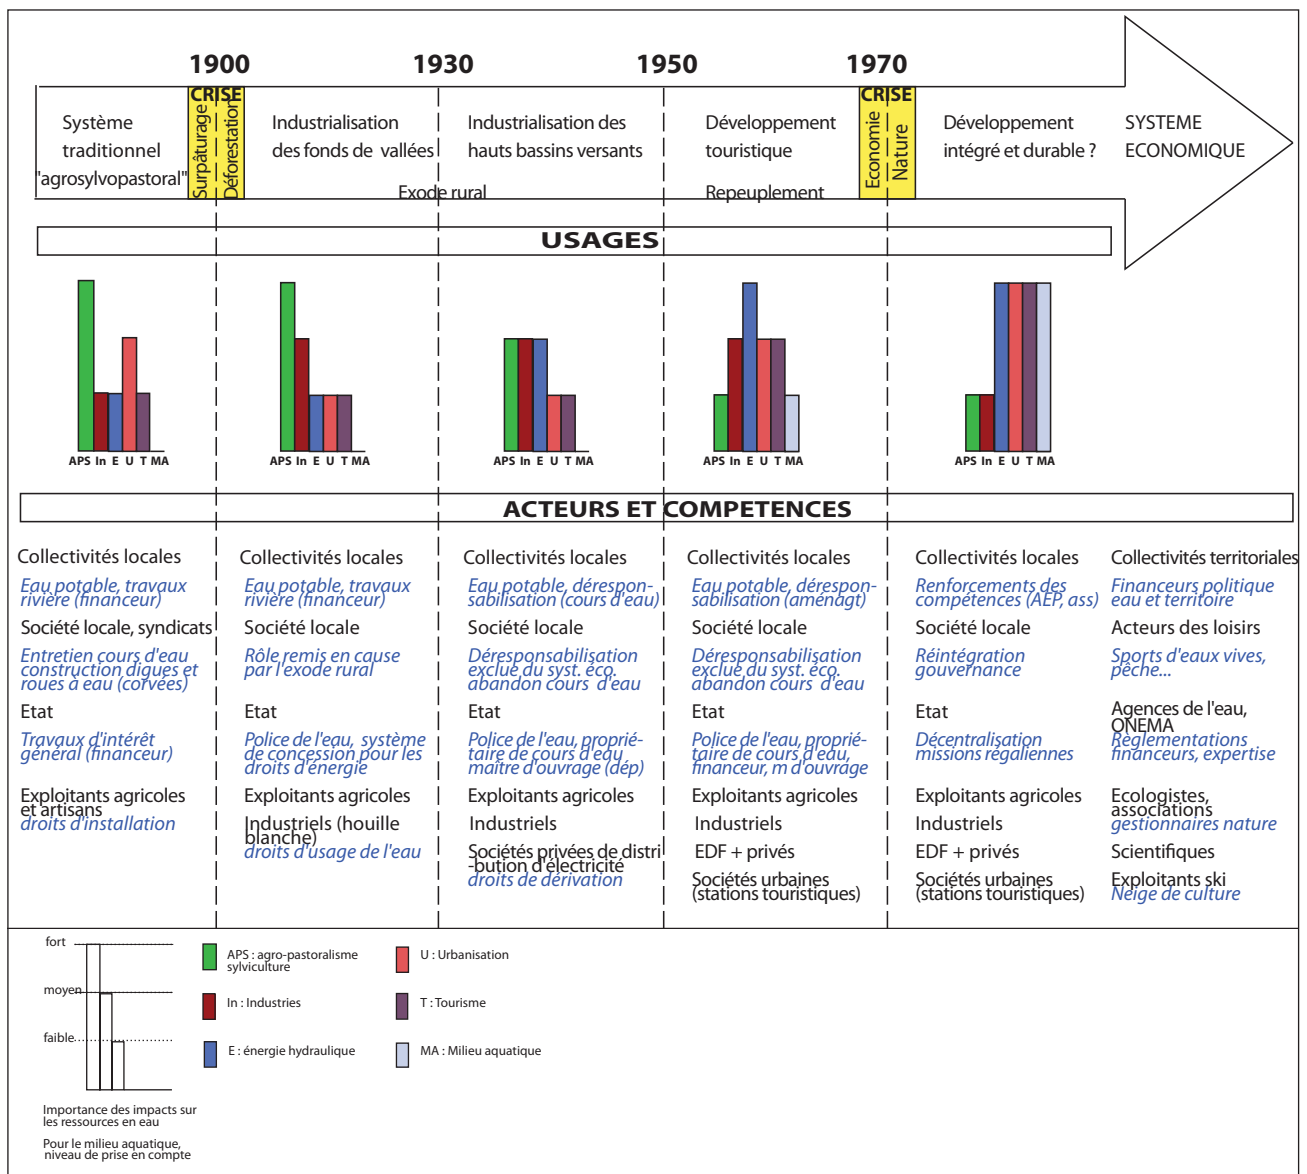 1900
1930
1950
1970
CRISE
CRISE
Système
traditionnel
"agrosylvopastoral"
Surpâturage
Déforestation
Industrialisation
des fonds de vallées
Industrialisation des
hauts bassins versants
Exode rural
Développement
touristique
Repeuplement
Economie
Nature
Développement
intégré et durable ?
SYSTEME
ECONOMIQUE
USAGES
APS In E U T MA
APS In E U T MA
APS In E U T MA
APS In E U T MA
APS In E U T MA
ACTEURS ET COMPETENCES
Collectivités locales
Eau potable, travaux
rivière (financeur)
Société locale, syndicats
Entretien cours d'eau
construction digues et
roues à eau (corvées)
Etat
Travaux d'intérêt
général (financeur)
Exploitants agricoles
et artisans
droits d'installation
Collectivités locales
Eau potable, travaux
rivière (financeur)
Société locale
Rôle remis en cause
par l'exode rural
Etat
Police de l'eau, système
de concession pour les
droits d'énergie
Exploitants agricoles
Industriels (houille
blanche)
droits d'usage de l'eau
Collectivités locales
Eau potable, dérespon-
sabilisation (cours d'eau)
Société locale
Déresponsabilisation
exclue du syst. éco.
abandon cours d'eau
Etat
Police de l'eau, proprié-
taire de cours d'eau,
maître d'ouvrage (dép)
Exploitants agricoles
Industriels
Sociétés privées de distri
-bution d'électricité
droits de dérivation
Collectivités locales
Eau potable, dérespon-
sabilisation (aménagt)
Société locale
Déresponsabilisation
exclue du syst. éco.
abandon cours d'eau
Etat
Police de l'eau, proprié-
taire de cours d'eau,
financeur, m d'ouvrage
Exploitants agricoles
Industriels
EDF + privés
Sociétés urbaines
(stations touristiques)
Collectivités locales
Renforcements des
compétences (AEP, ass)
Société locale
Réintégration
gouvernance
Etat
Décentralisation
missions régaliennes
Exploitants agricoles
Industriels
EDF + privés
Sociétés urbaines
(stations touristiques)
Collectivités territoriales
Financeurs politique
eau et territoire
Acteurs des loisirs
Sports d'eaux vives,
pêche...
Agences de l'eau,
ONEMA
Réglementations
financeurs, expertise
Ecologistes,
associations
gestionnaires nature
Scientifiques
Exploitants ski
Neige de culture
fort
moyen
faible
Importance des impacts sur
les ressources en eau
Pour le milieu aquatique,
niveau de prise en compte
APS : agro-pastoralisme
sylviculture
In : Industries
E : énergie hydraulique
U : Urbanisation
T : Tourisme
MA : Milieu aquatique